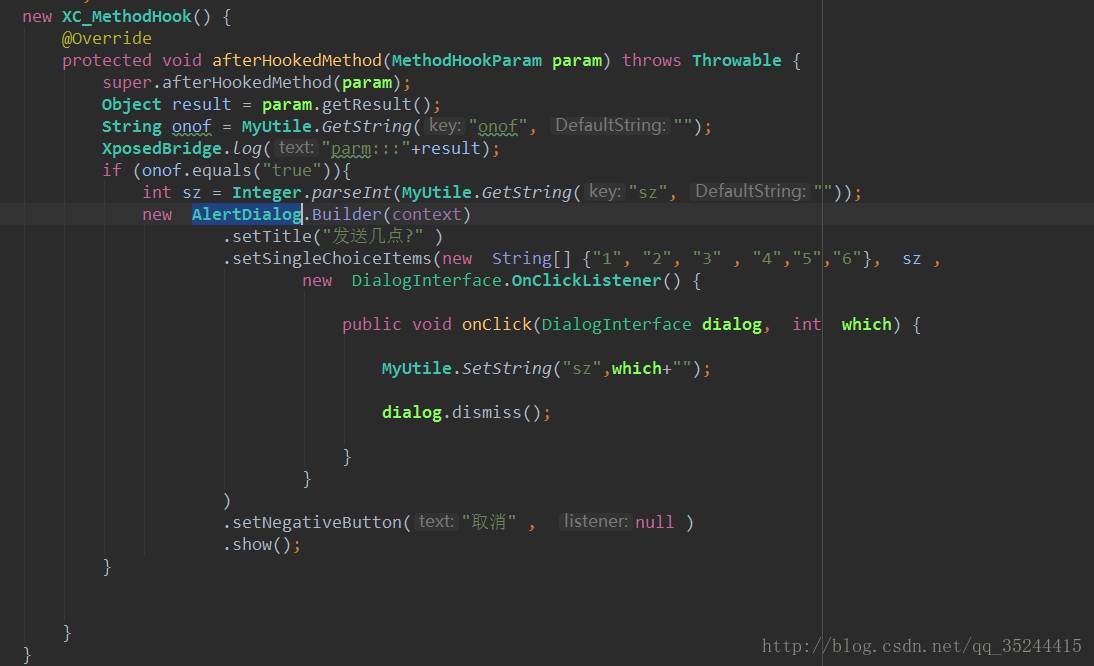 new XC_MethodHook() {
@Override
protected void afterHookedMethod(MethodHookParam param) throws Throwable {
super.afterHookedMethod(param);
Object result = param.getResult();
String onof = MyUtile.GetString( key: "onof", DefaultString: "");
XposedBridge.log( text: "parm:::"+result);
if (onof.equals("true")){
int sz = Integer.parseInt(MyUtile.GetString( key: "sz", DefaultString: ""));
new AlertDialog.Builder(context)
.setTitle("发送几点?" )
.setSingleChoiceItems(new String[] {"1", "2", "3" , "4","5","6"}, sz ,
new DialogInterface.OnClickListener() {
public void onClick(DialogInterface dialog, int which) {
MyUtile.SetString("sz",which+"");
dialog.dismiss();
}
}
)
.setNegativeButton( text: "取消" , listener: null )
.show();
}
}
}
http://blog.csdn.net/qq_35244415